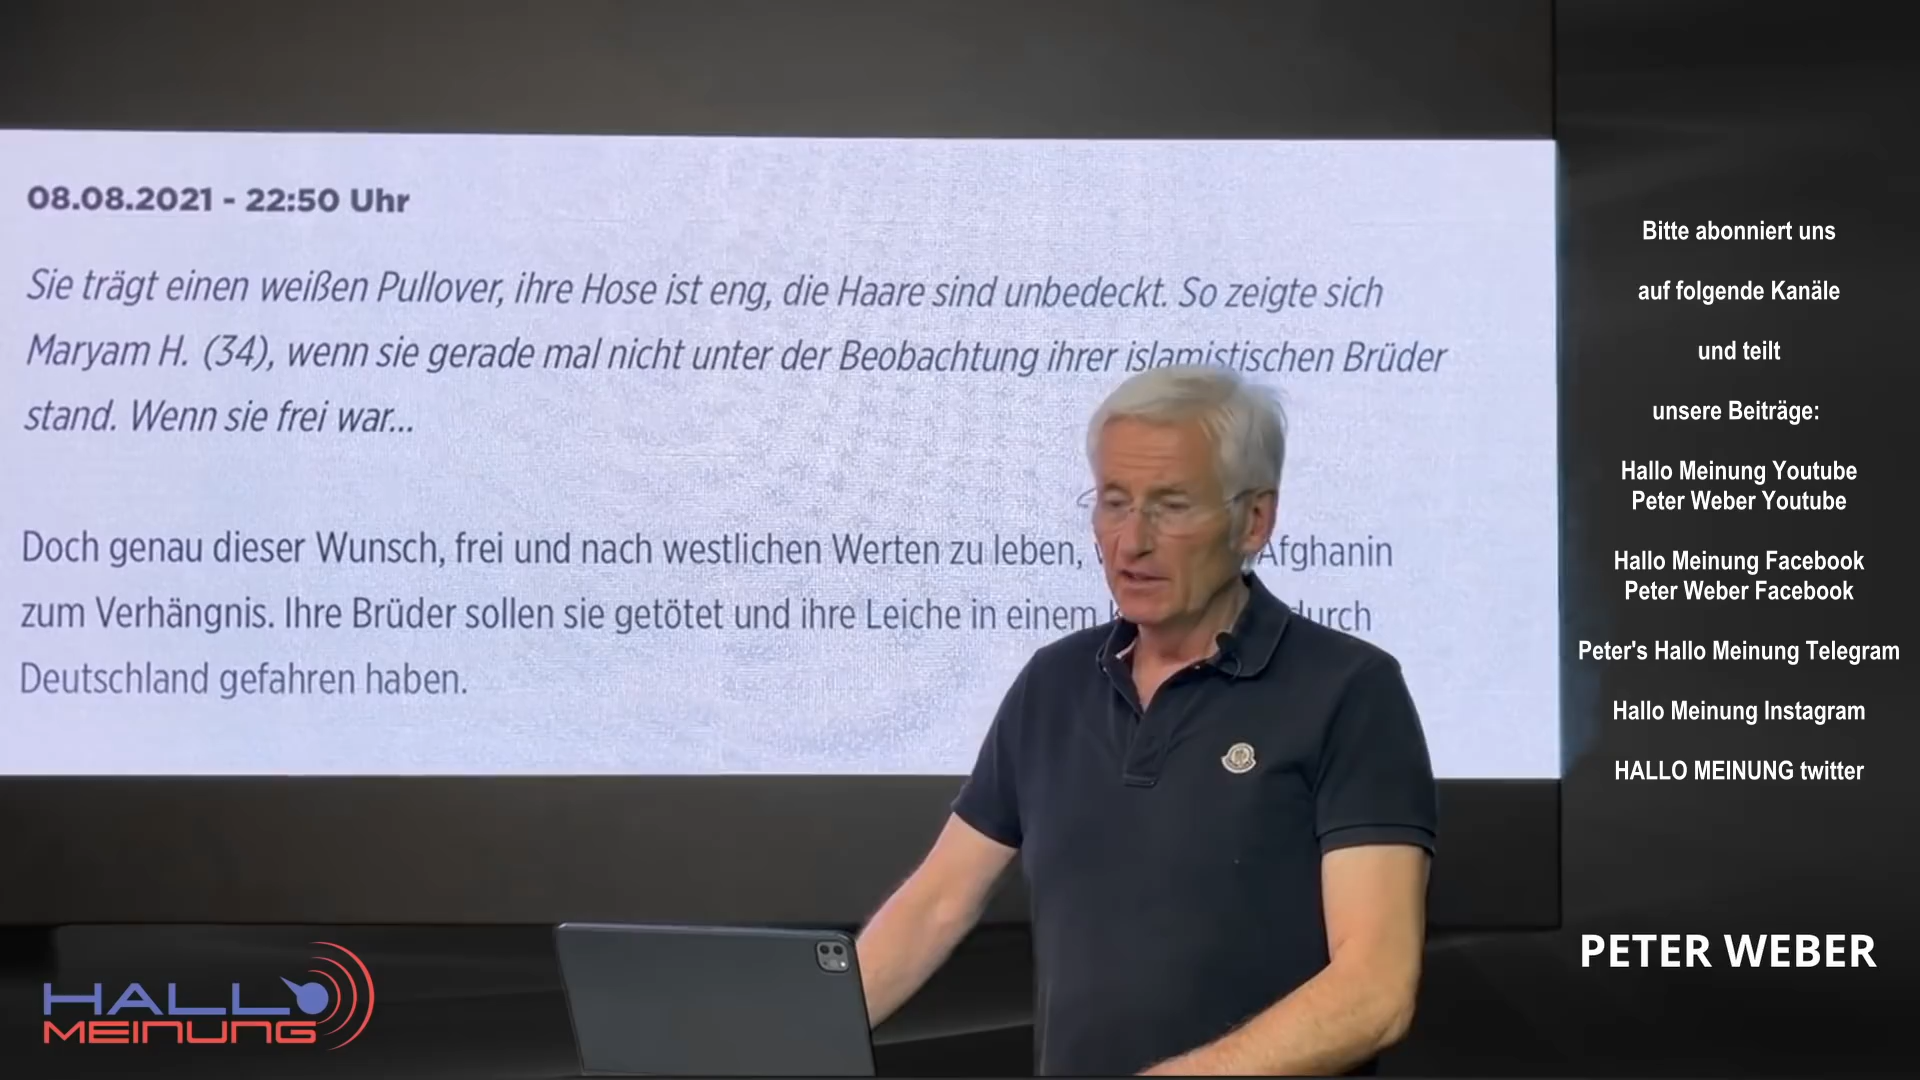 08.08.2021 - 22:50 Uhr
Sie trägt einen weißen Pullover, ihre Hose ist eng, die Haare sind unbedeckt. So zeigte sich
Maryam H. (34), wenn sie gerade mal nicht unter der Beobachtung ihrer islamistischen Brüder
stand. Wenn sie frei war...
Doch genau dieser Wunsch, frei und nach westlichen Werten zu leben, Afghanin
zum Verhängnis. Ihre Brüder sollen sie getötet und ihre Leiche in einem durch
Deutschland gefahren haben.
Bitte abonniert uns
auf folgende Kanäle
und teilt
unsere Beiträge:
Hallo Meinung Youtube
Peter Weber Youtube
Hallo Meinung Facebook
Peter Weber Facebook
Peter's Hallo Meinung Telegram
Hallo Meinung Instagram
HALLO MEINUNG twitter
PETER WEBER
HALLO
MEINUNG